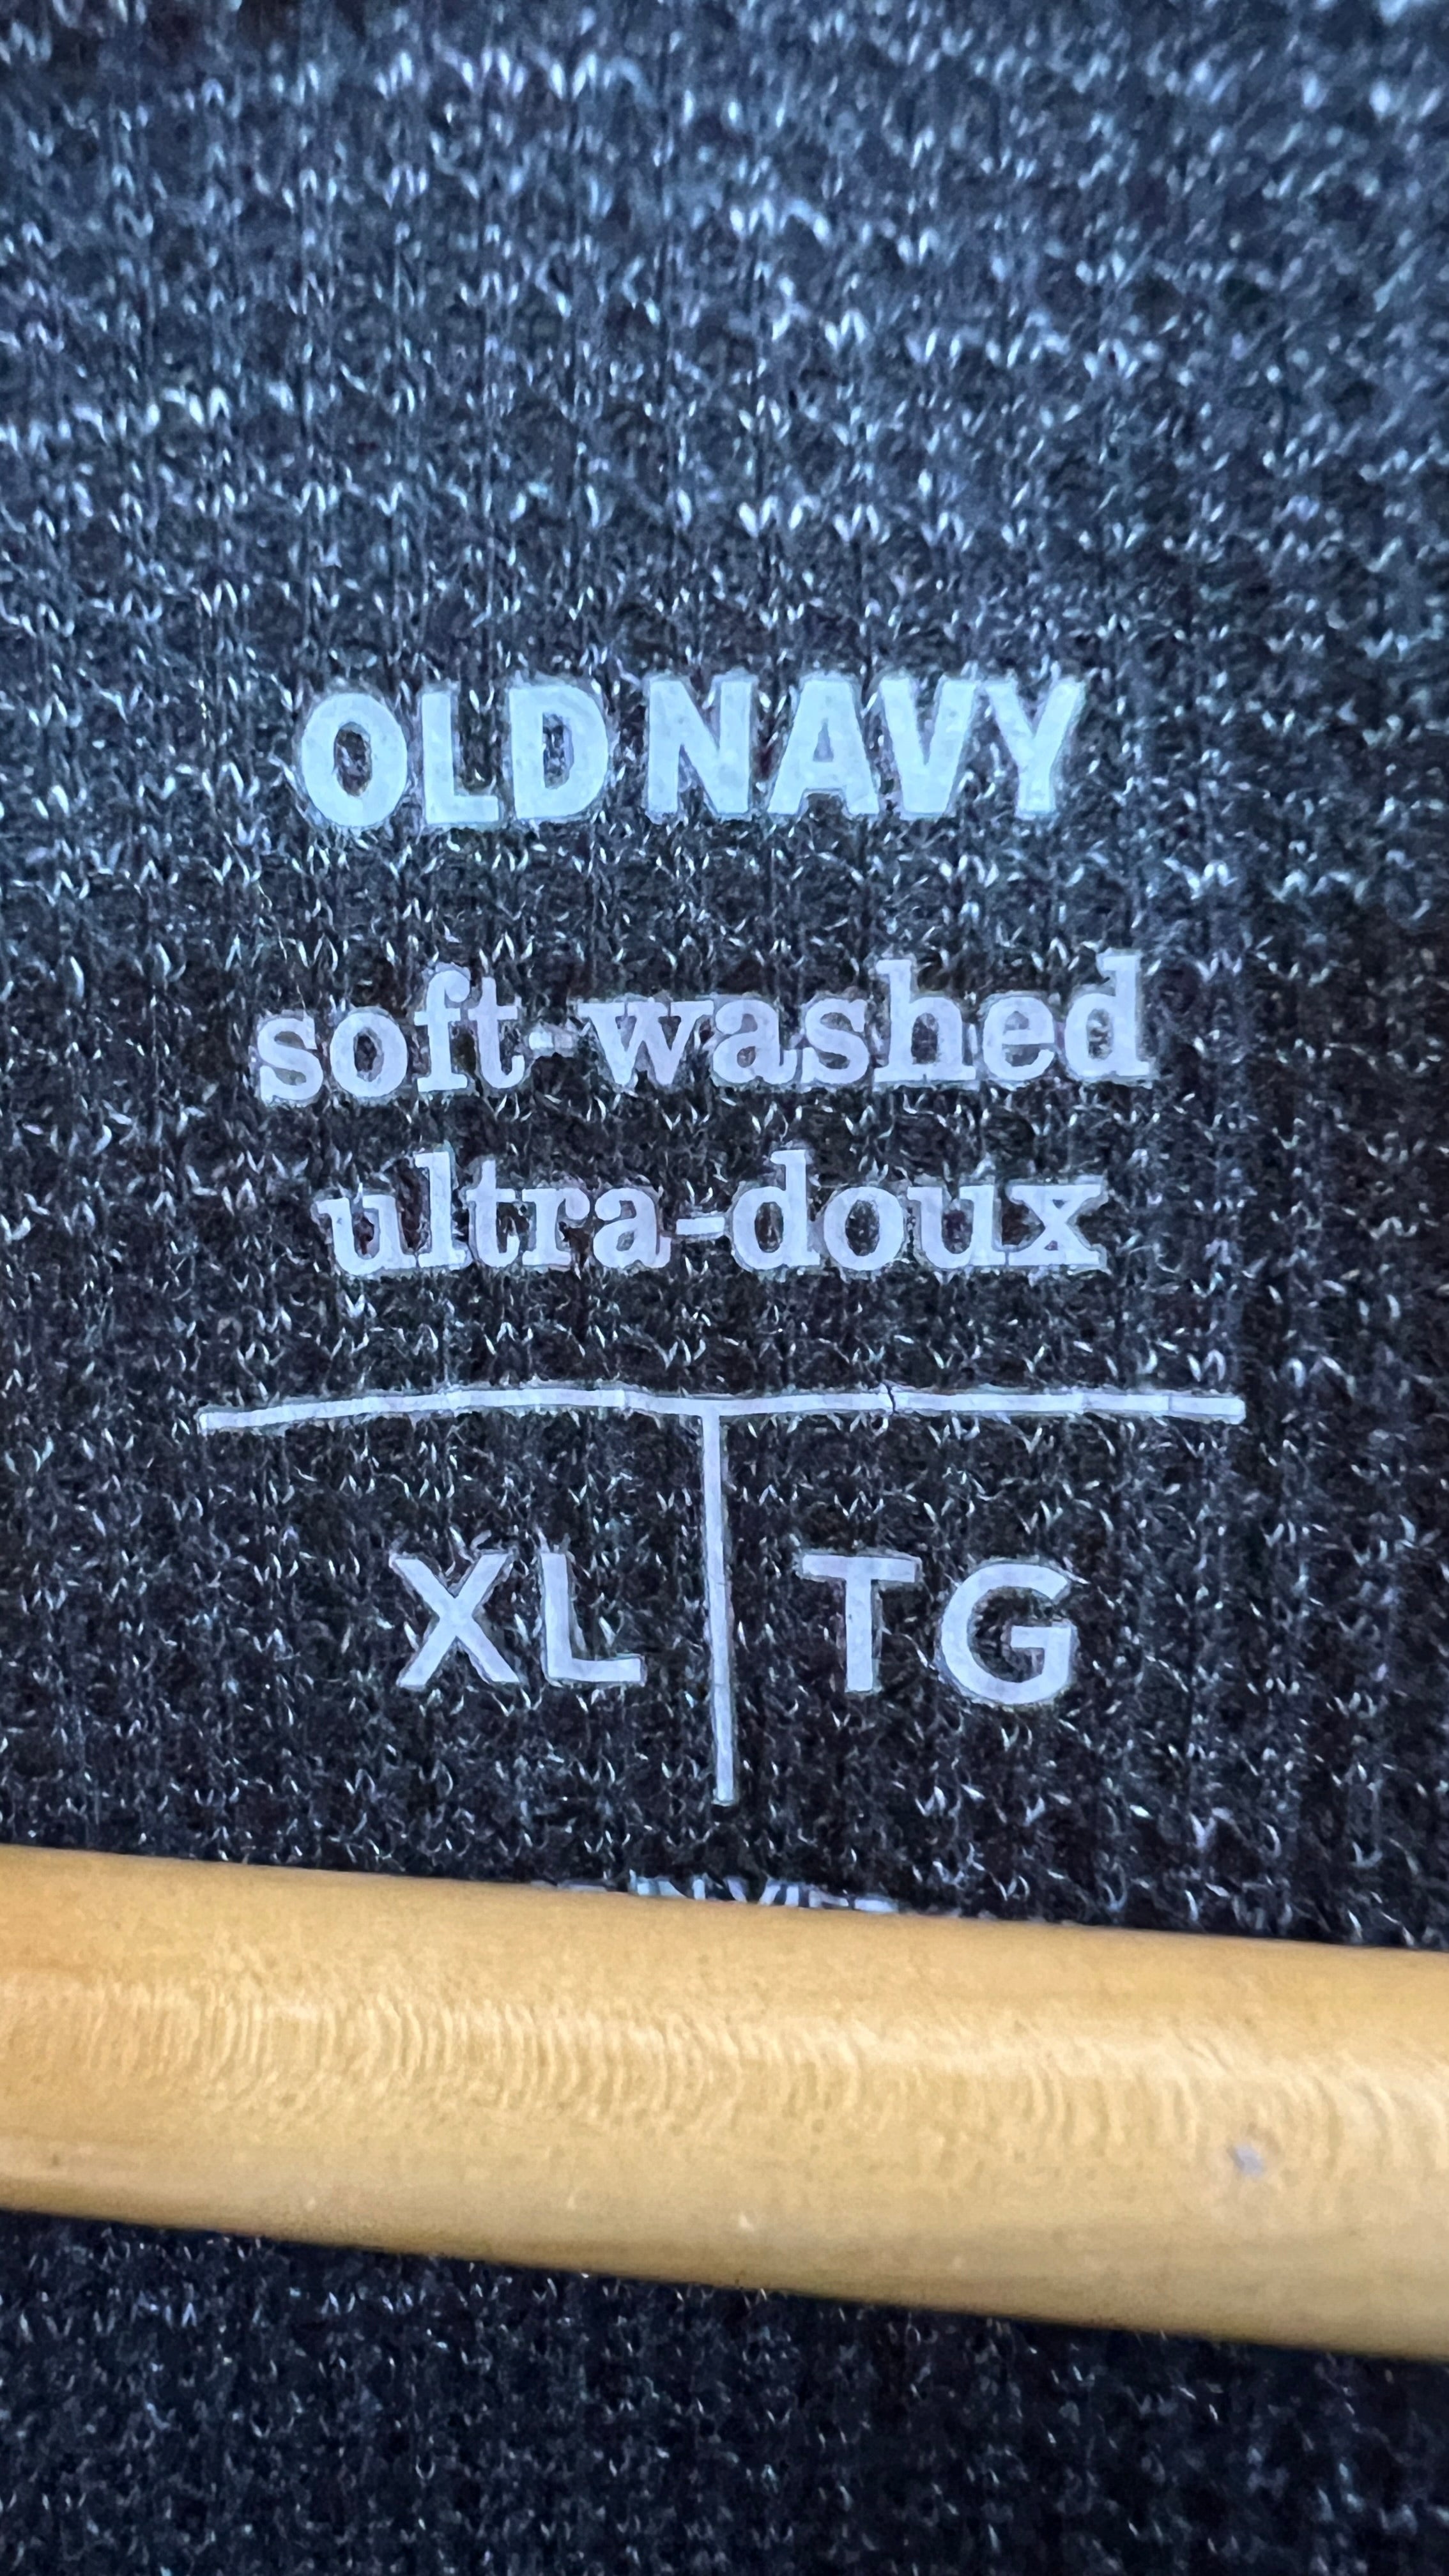 OLD NAVY
soft-washed
ultra-doux
XL TG